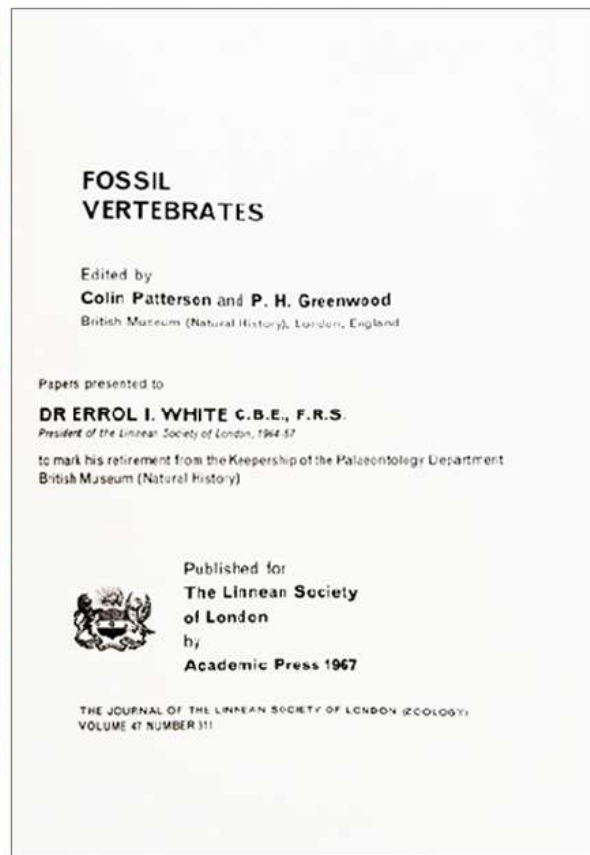 FOSSIL
VERTEBRATES
Edited by
Colin Patterson and P. H. Greenwood
British Museum (Natural History), London, England
Papers presented to
DR ERROL I. WHITE C.B.E., F.R.S.
President of the Linnean Society of London, 1964-67
to mark his retirement from the Keepership of the Palaeontology Department
British Museum (Natural History)
Published for
The Linnean Society
of London
by
Academic Press 1967
THE JOURNAL OF THE LINNEAN SOCIETY OF LONDON (ZOOLOGY)
VOLUME 47 NUMBER 311